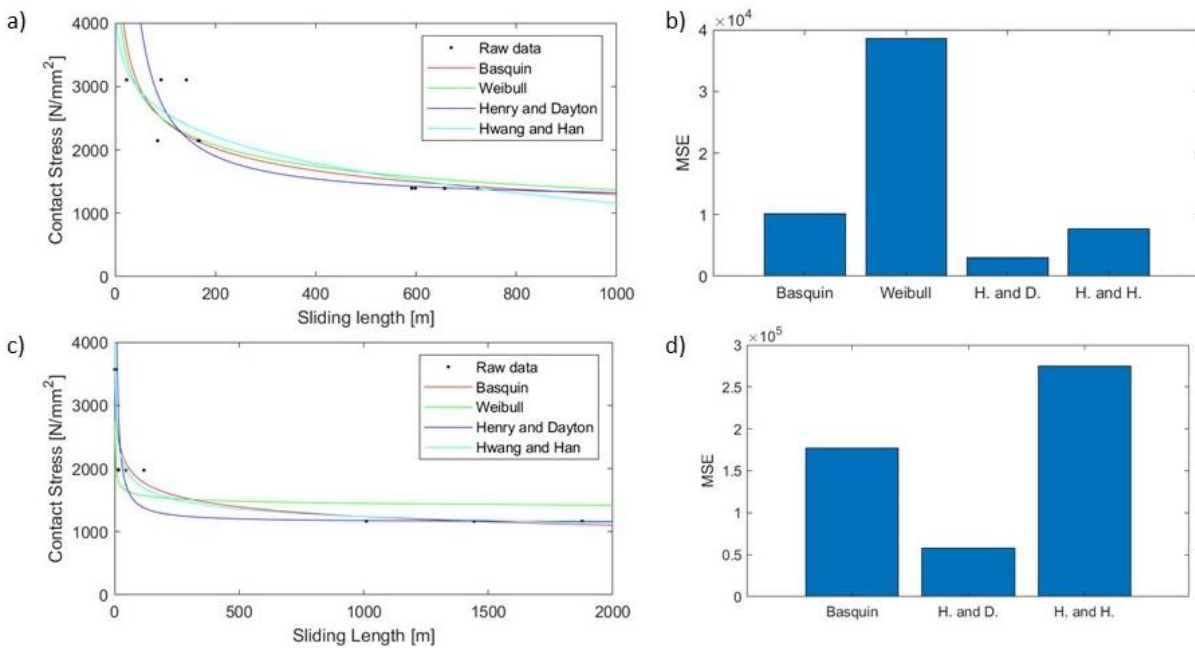 a)
4000
3000
2000
1000
0
Contact Stress [N/mm²]
Raw data
Basquin
Weibull
Henry and Dayton
Hwang and Han
0 200 400 600 800 1000
Sliding length [m]
b)
×10⁴
4
3
2
1
0
MSE
Basquin Weibull H. and D. H. and H.
c)
4000
3000
2000
1000
0
Contact Stress [N/mm²]
Raw data
Basquin
Weibull
Henry and Dayton
Hwang and Han
0 500 1000 1500 2000
Sliding Length [m]
d)
×10⁵
3
2.5
2
1.5
1
0.5
0
MSE
Basquin H. and D. H. and H.